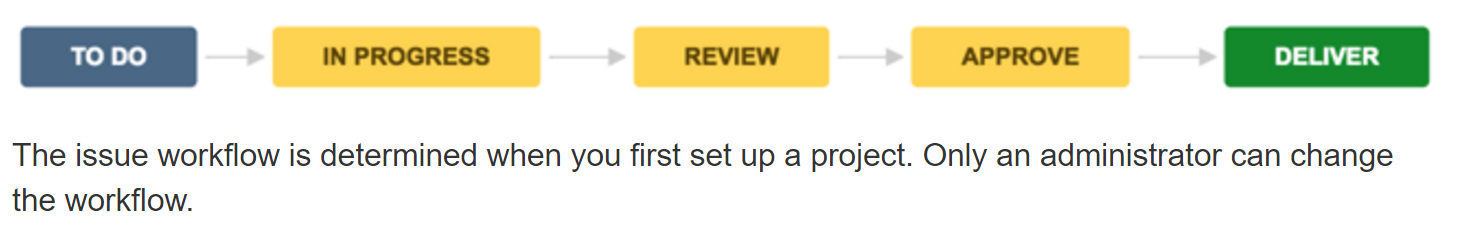 TO DO IN PROGRESS REVIEW APPROVE DELIVER
The issue workflow is determined when you first set up a project. Only an administrator can change
the workflow.